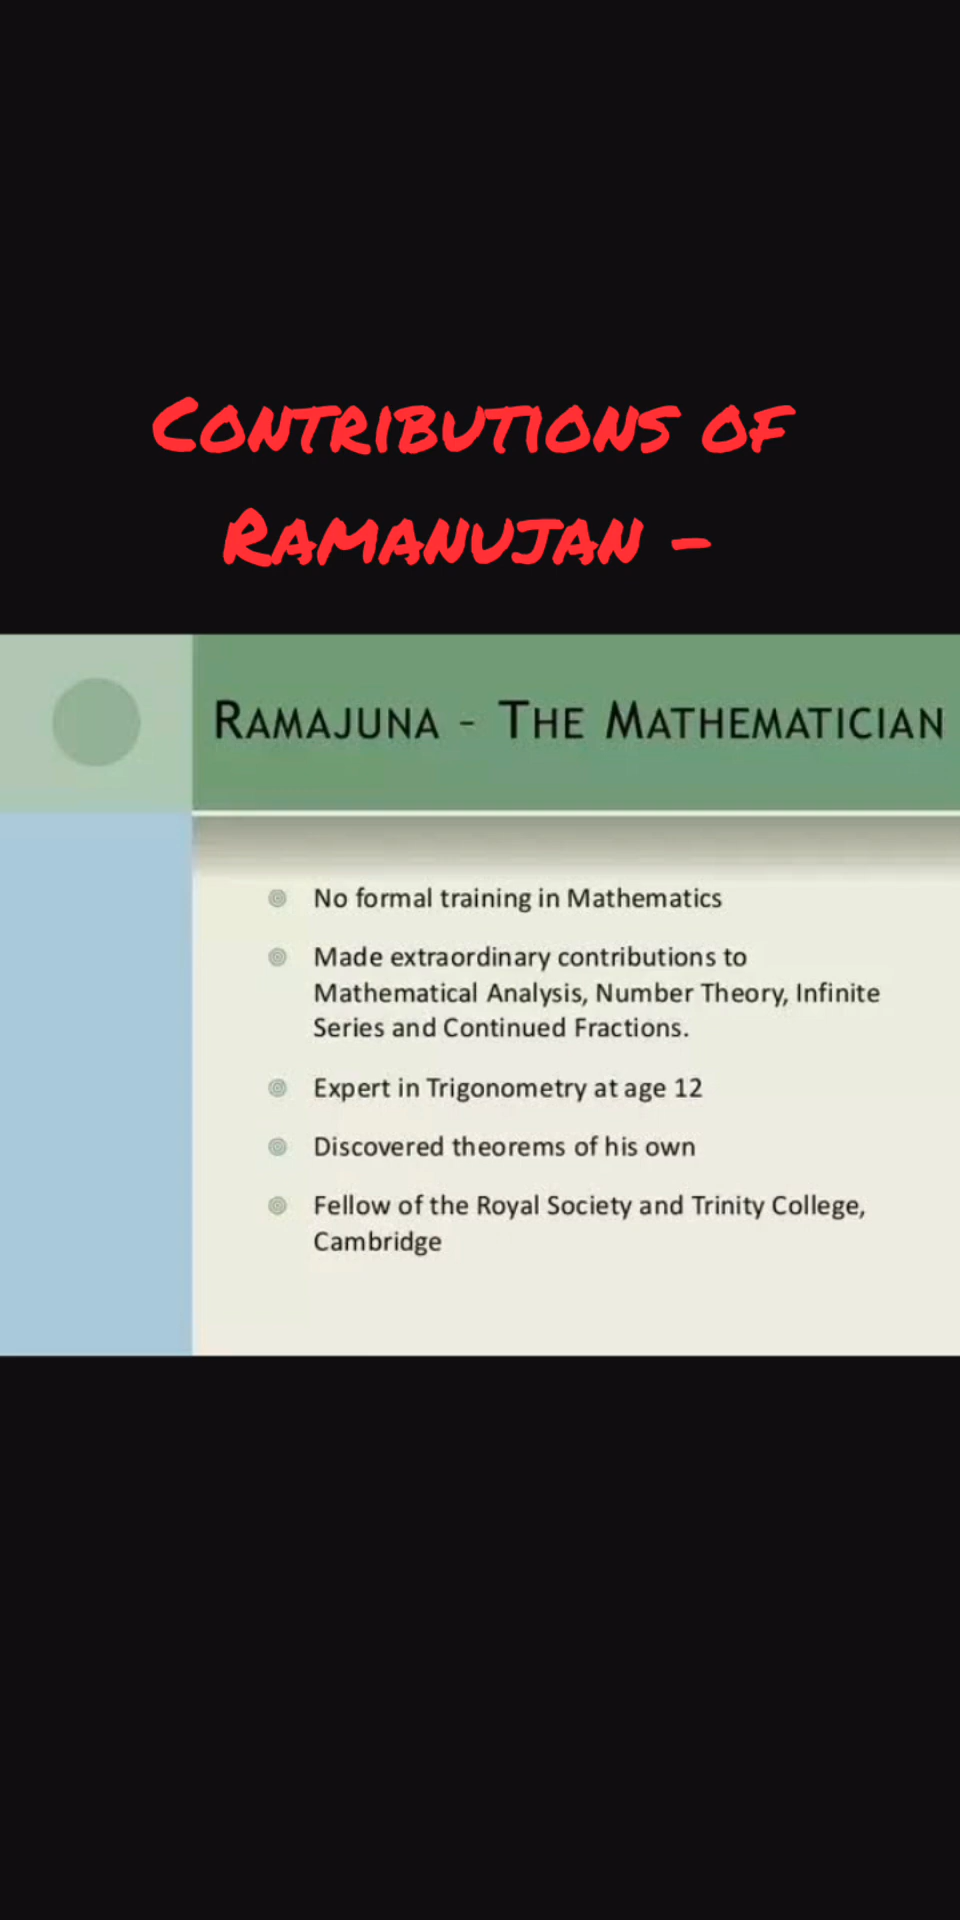 Contributions of
Ramanujan -
Ramajuna - The Mathematician
No formal training in Mathematics
Made extraordinary contributions to
Mathematical Analysis, Number Theory, Infinite
Series and Continued Fractions.
Expert in Trigonometry at age 12
Discovered theorems of his own
Fellow of the Royal Society and Trinity College,
Cambridge